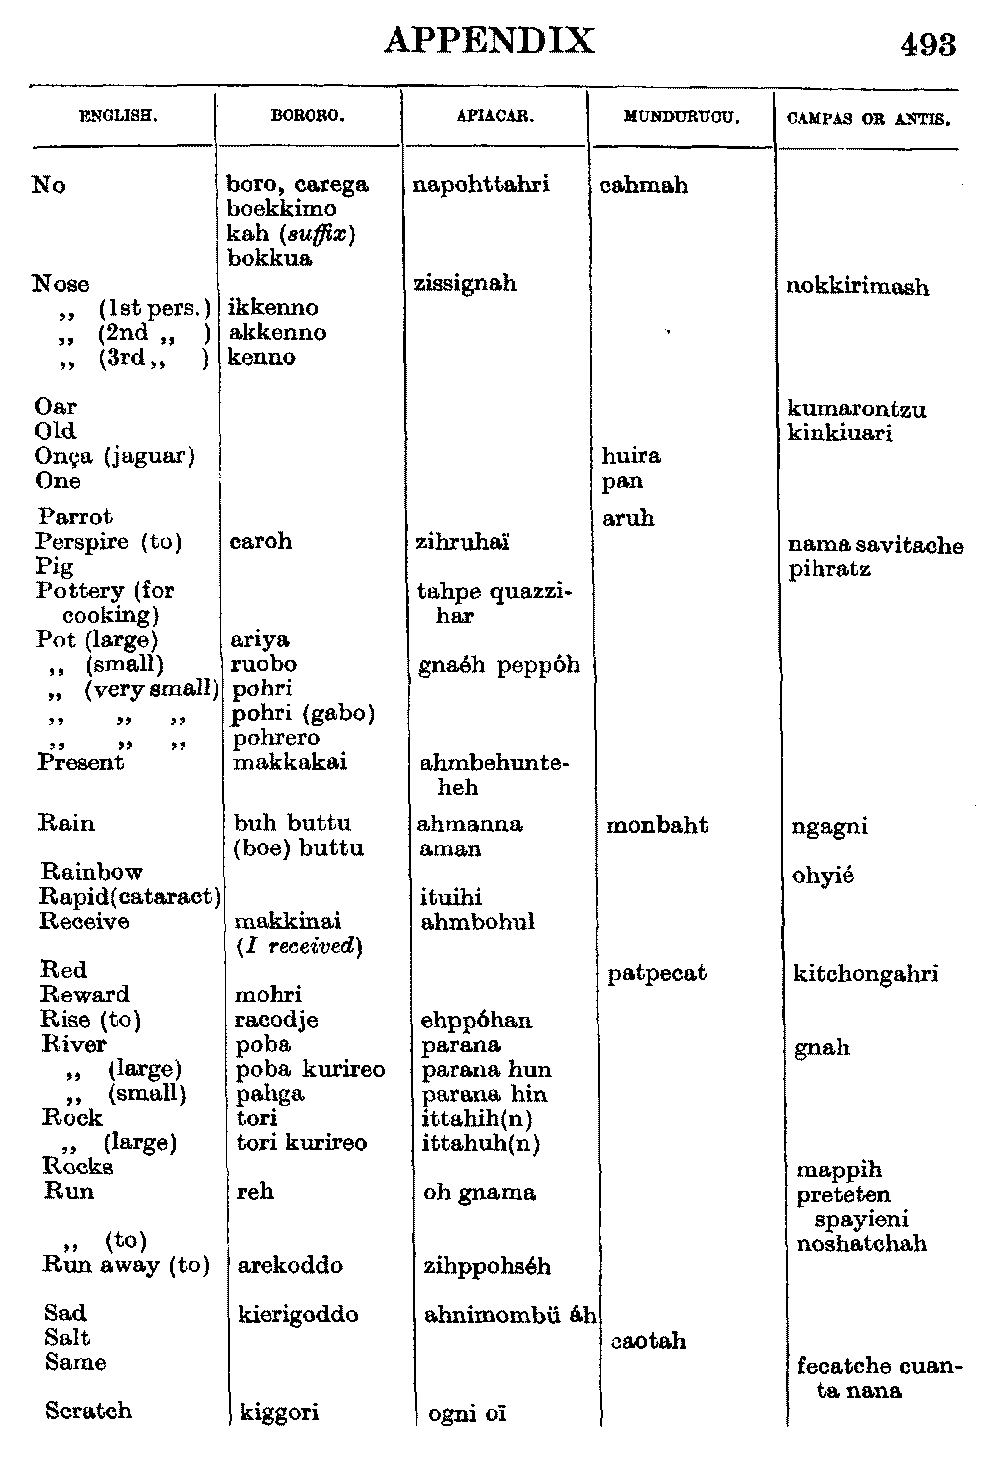 APPENDIX 493
ENGLISH. BORORO. APIACAR. MUNDURUCU. CAMPAS OR ANTIS.
No boro, carega napohttahri cahmah
boekkimo
kah (suffix)
bokkua
Nose zissignah nokkirimash
„ (1st pers.) ikkenno
„ (2nd „ ) akkenno
„ (3rd „ ) kenno
Oar kumarontzu
Old kinkiuari
Onça (jaguar) huira
One pan
Parrot aruh
Perspire (to) caroh zihruhaï nama savitache
Pig pihratz
Pottery (for tahpe quazzi-
cooking) har
Pot (large) ariya
„ (small) ruobo gnaéh peppóh
„ (very small) pohri
„ „ „ pohri (gabo)
„ „ „ pohrero
Present makkakai ahmbehunte-
heh
Rain buh buttu ahmanna monbaht ngagni
(boe) buttu aman
Rainbow ohyié
Rapid (cataract) ituihi
Receive makkinai ahmbohul
(I received)
Red patpecat kitchongahri
Reward mohri
Rise (to) racodje ehppóhan
River poba parana gnah
„ (large) poba kurireo parana hun
„ (small) pahga parana hin
Rock tori ittahih(n)
„ (large) tori kurireo ittahuh(n)
Rocks mappih
Run reh oh gnama preteten
spayieni
„ (to) noshatchah
Run away (to) arekoddo zihppohséh
Sad kierigoddo ahnimombü áh
Salt caotah
Same fecatche cuan-
ta nana
Scratch kiggori ogni oï